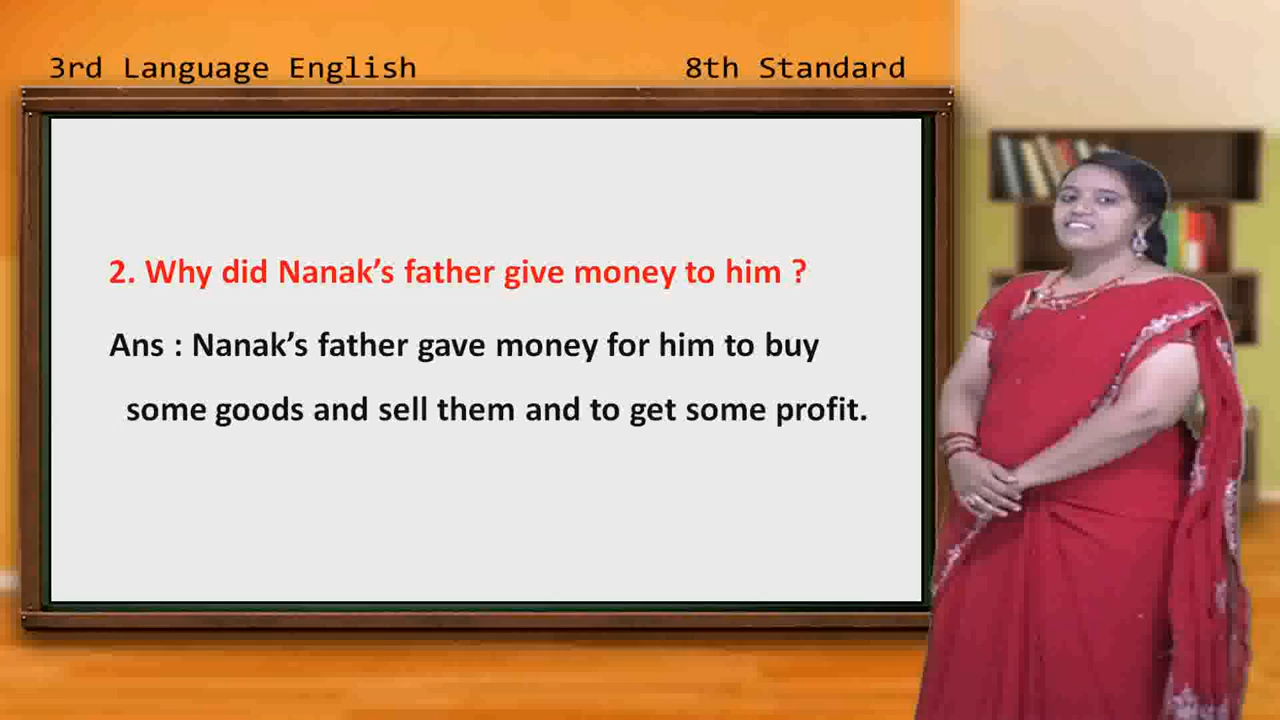 3rd Language English 8th Standard
2. Why did Nanak’s father give money to him ?
Ans : Nanak’s father gave money for him to buy
some goods and sell them and to get some profit.